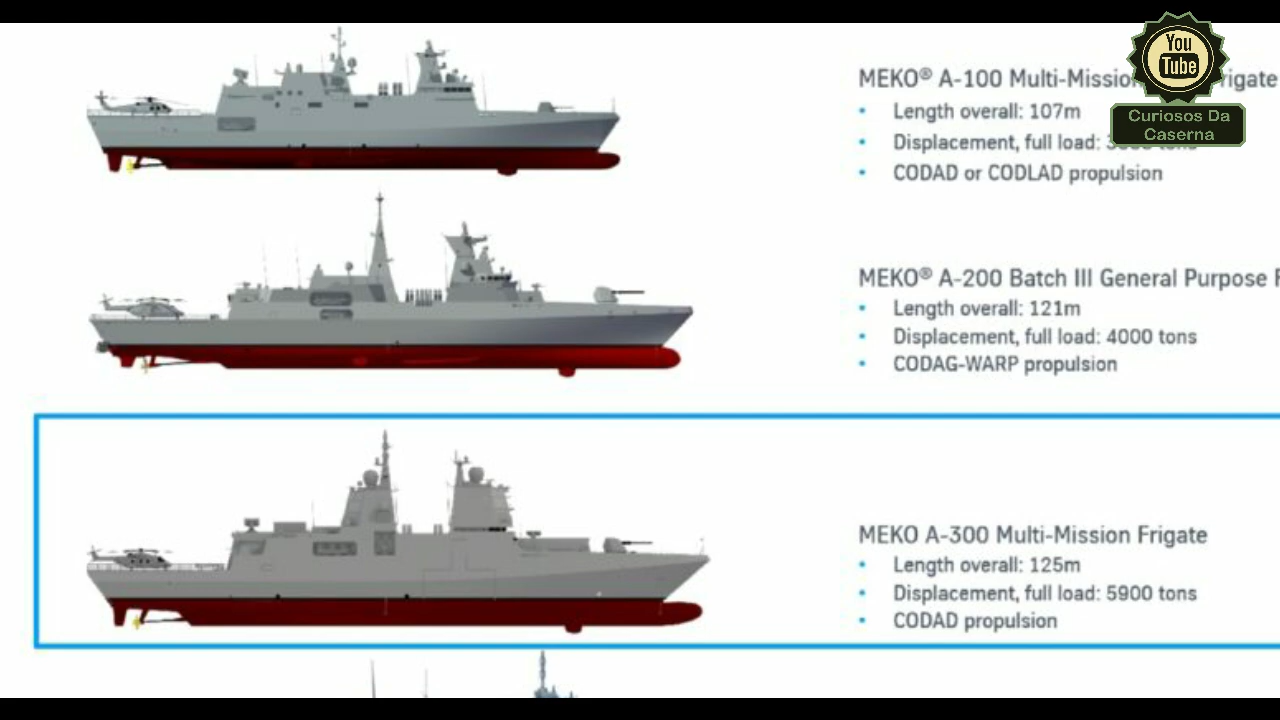 MEKO® A-100 Multi-Mission
• Length overall: 107m
• Displacement, full load:
• CODAD or CODLAD propulsion
You
Tube
Curiosos Da
Caserna
MEKO® A-200 Batch III General Purpose
• Length overall: 121m
• Displacement, full load: 4000 tons
• CODAG-WARP propulsion
MEKO A-300 Multi-Mission Frigate
• Length overall: 125m
• Displacement, full load: 5900 tons
• CODAD propulsion